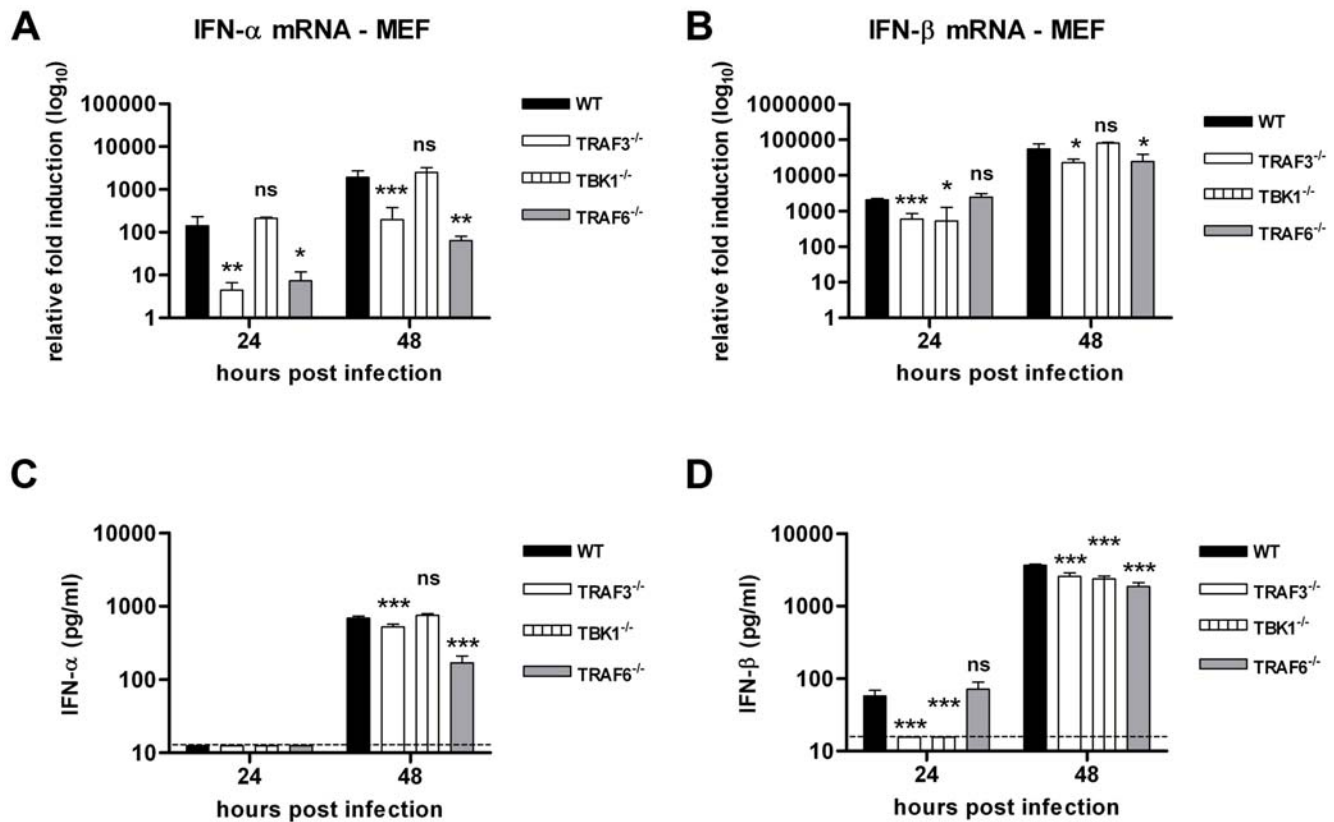 A
IFN-α mRNA - MEF
relative fold induction (log10)
100000
10000
1000
100
10
1
ns
**
*
***
ns
**
24
48
hours post infection
WT
TRAF3-/-
TBK1-/-
TRAF6-/-
B
IFN-β mRNA - MEF
relative fold induction (log10)
1000000
100000
10000
1000
100
10
1
***
*
ns
*
ns
*
24
48
hours post infection
WT
TRAF3-/-
TBK1-/-
TRAF6-/-
C
IFN-α (pg/ml)
10000
1000
100
10
***
ns
***
24
48
hours post infection
WT
TRAF3-/-
TBK1-/-
TRAF6-/-
D
IFN-β (pg/ml)
10000
1000
100
10
***
***
ns
***
***
***
24
48
hours post infection
WT
TRAF3-/-
TBK1-/-
TRAF6-/-